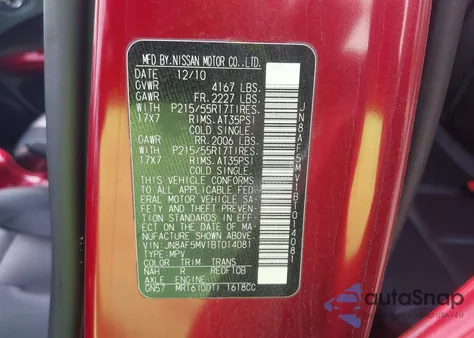 MFD BY.NISSAN MOTOR CO.,LTD.
DATE 12/10
GVWR 4167 LBS.
GAWR FR.2227 LBS.
WITH P215/55R17TIRES.
17X7 RIMS.AT35PSI
COLD SINGLE.
GAWR RR.2006 LBS.
WITH P215/55R17TIRES.
17X7 RIMS.AT35PSI
COLD SINGLE.
THIS VEHICLE CONFORMS
TO ALL APPLICABLE FED-
ERAL MOTOR VEHICLE SA-
FETY AND THEFT PREVEN-
TION STANDARDS IN EFF-
ECT ON THE DATE OF MA-
NUFACTURE SHOWN ABOVE.
V.I.N:JN8AF5MV1BT014081
TYPE:MPV
COLOR TRIM TRANS
NAH R RE0F10B
AXLE ENGINE
GN57 MR16(DDT) 1618CC
JN8AF5MV1BT014081
autoSnap